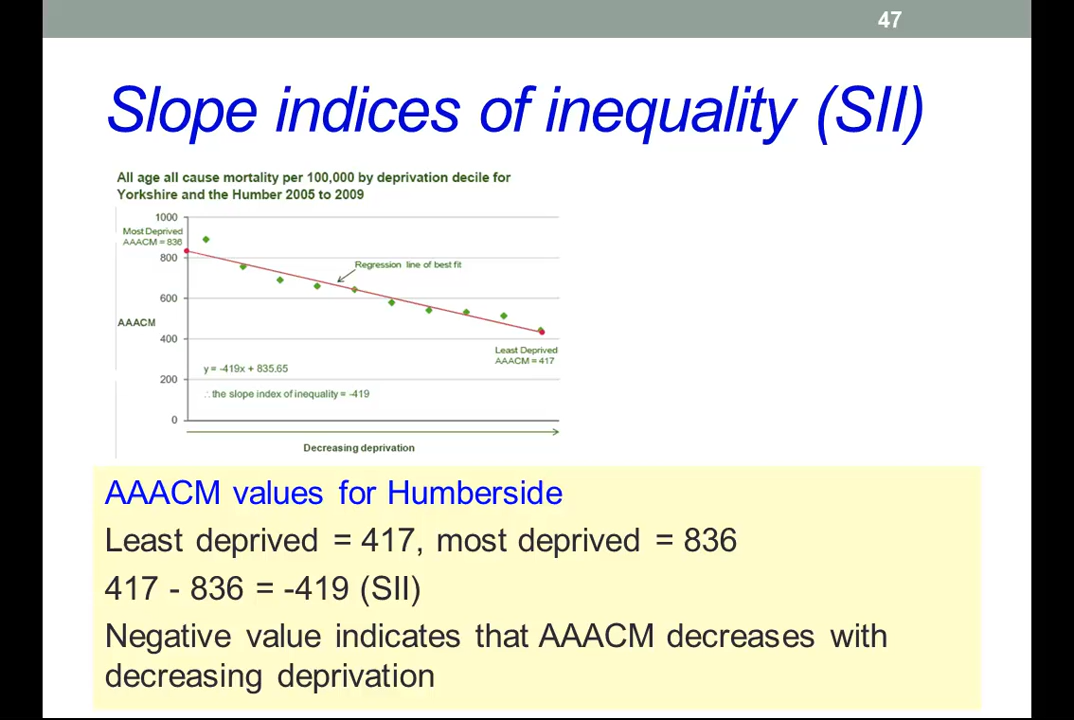 47
Slope indices of inequality (SII)
All age all cause mortality per 100,000 by deprivation decile for
Yorkshire and the Humber 2005 to 2009
1000
Most Deprived
AAACM = 836
800
Regression line of best fit
600
AAACM
400
Least Deprived
AAACM = 417
y = -419x + 835.65
200
∴the slope index of inequality = -419
0
Decreasing deprivation
AAACM values for Humberside
Least deprived = 417, most deprived = 836
417 - 836 = -419 (SII)
Negative value indicates that AAACM decreases with
decreasing deprivation